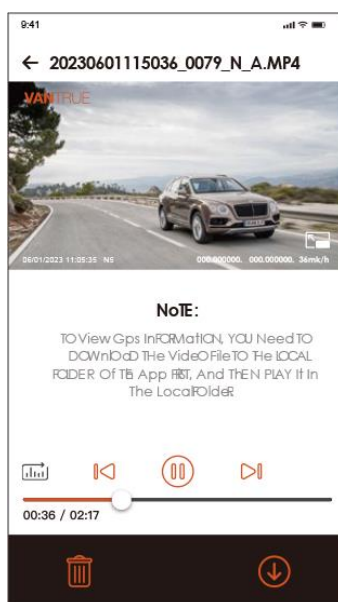 9:41
20230601115036_0079_N_A.MP4
VANTRUE
06/01/2023 11:05:35 N5 000.000000. 000.000000. 36mk/h
NoTE:
TO View Gps InFORMatION, YOU Need TO
DOWnloaD THe VideO File TO THe lOCAL
FOLDER Of THE App FIRST, And ThEN PLAY It In
The Local FOldeR
00:36 / 02:17